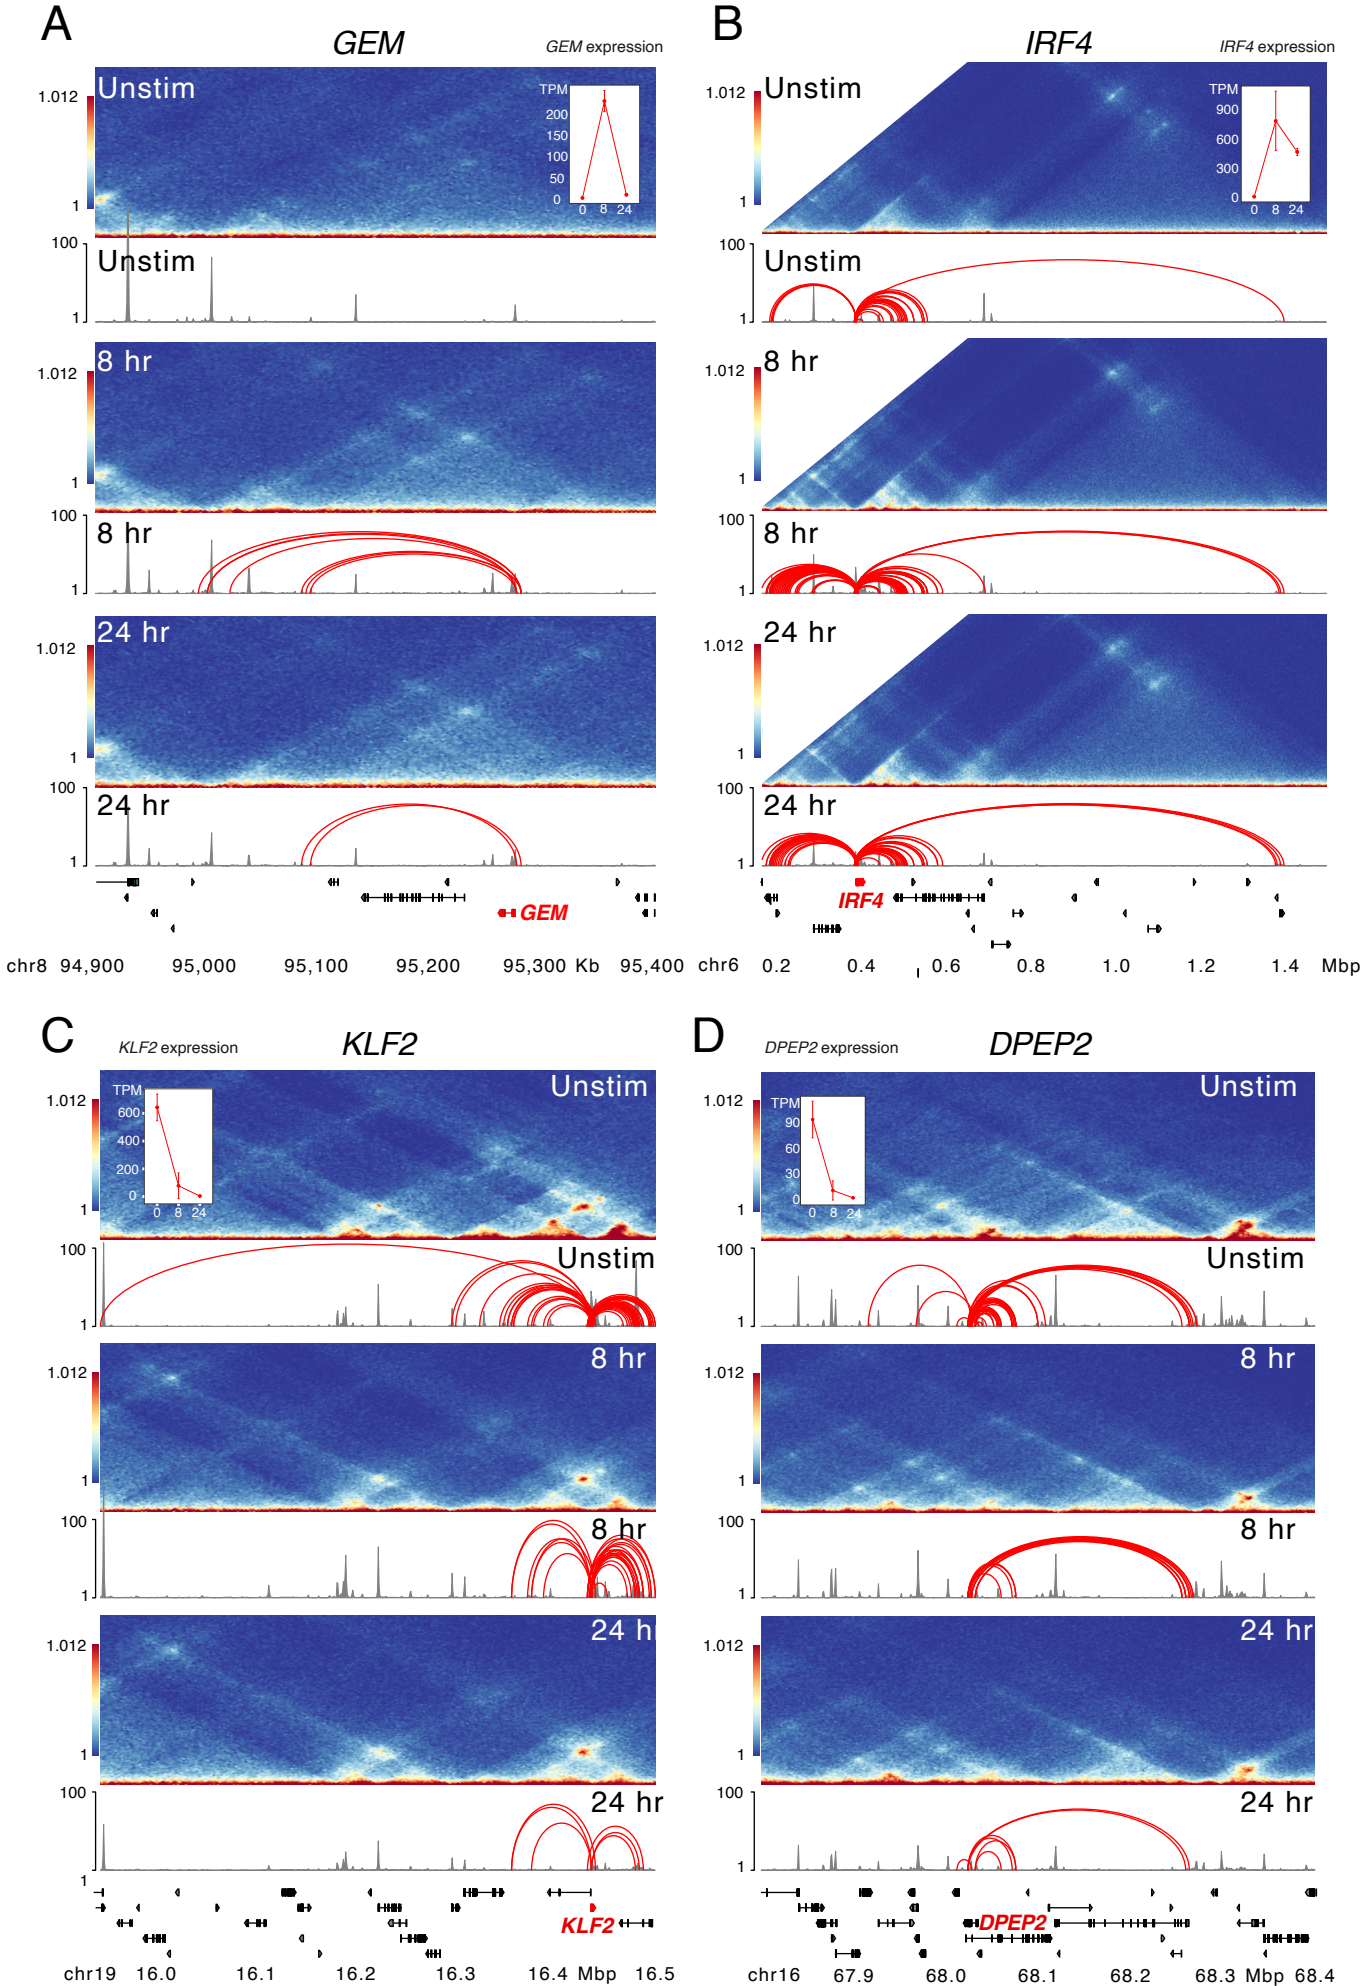 A
GEM
GEM expression
Unstim
1.012
1
TPM
200
150
100
50
0
0 8 24
100
Unstim
1
8 hr
1.012
1
100
8 hr
1
24 hr
1.012
1
100
24 hr
1
GEM
chr8 94,900 95,000 95,100 95,200 95,300 Kb 95,400
B
IRF4
IRF4 expression
Unstim
1.012
1
TPM
900
600
300
0
0 8 24
100
Unstim
1
8 hr
1.012
1
100
8 hr
1
24 hr
1.012
1
100
24 hr
1
IRF4
chr6 0.2 0.4 0.6 0.8 1.0 1.2 1.4 Mbp
C
KLF2 expression
KLF2
Unstim
1.012
1
TPM
600
400
200
0
0 8 24
100
Unstim
1
8 hr
1.012
1
100
8 hr
1
24 hr
1.012
1
100
24 hr
1
1
KLF2
chr19 16.0 16.1 16.2 16.3 16.4 Mbp 16.5
D
DPEP2 expression
DPEP2
Unstim
1.012
1
TPM
90
60
30
0
0 8 24
100
Unstim
1
8 hr
1.012
1
100
8 hr
1
24 hr
1.012
1
100
24 hr
1
DPEP2
chr16 67.9 68.0 68.1 68.2 68.3 Mbp 68.4